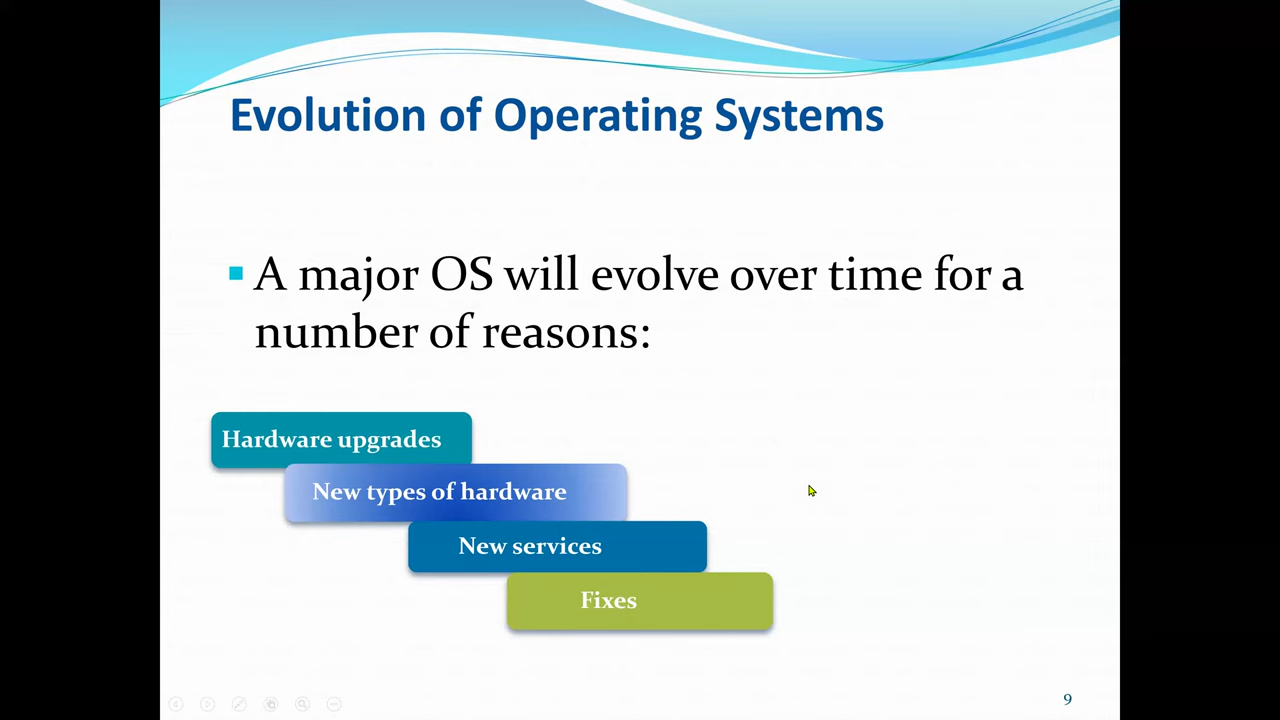 Evolution of Operating Systems
A major OS will evolve over time for a
number of reasons:
Hardware upgrades
New types of hardware
New services
Fixes
9